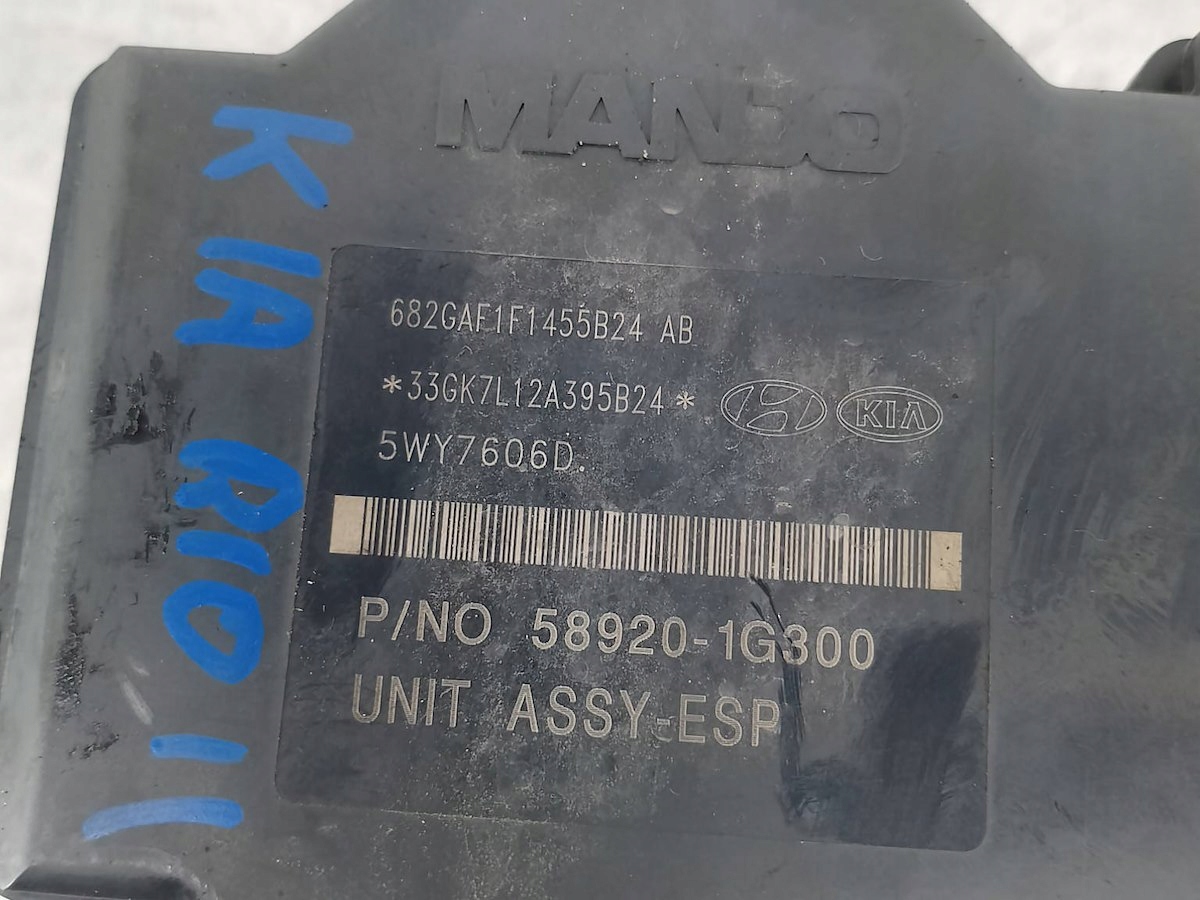 MANDO
KIA RIO 11
682GAF1F1455B24 AB
*33GK7L12A395B24*
KIA
5WY7606D.
P/NO 58920-1G300
UNIT ASSY-ESP